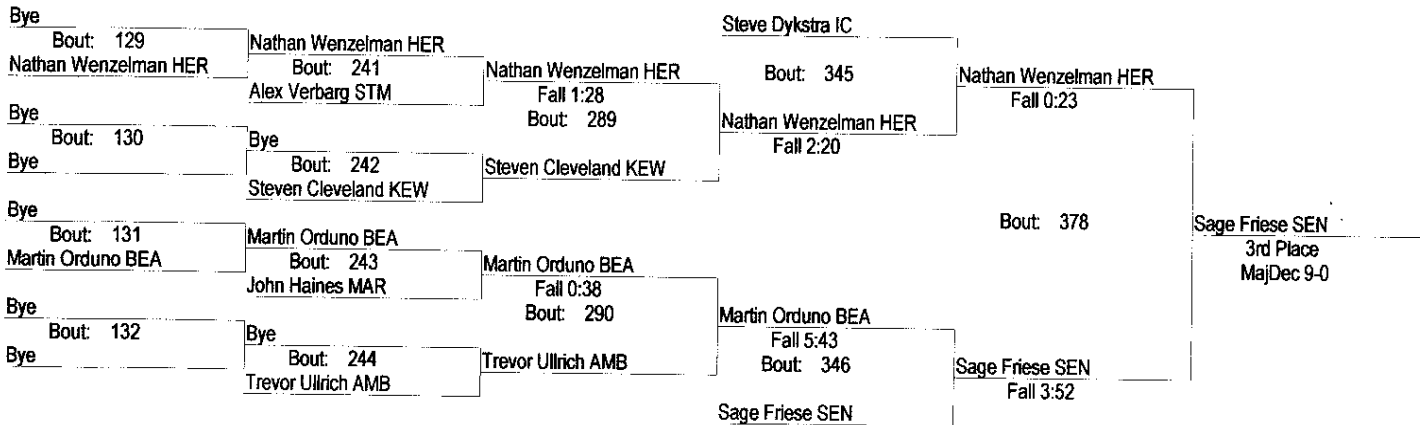 Bye
Bout: 129
Nathan Wenzelman HER
Bye
Bout: 130
Bye
Bye
Bout: 131
Martin Orduno BEA
Bye
Bout: 132
Bye
Nathan Wenzelman HER
Bout: 241
Alex Verbarg STM
Bye
Bout: 242
Steven Cleveland KEW
Martin Orduno BEA
Bout: 243
John Haines MAR
Bye
Bout: 244
Trevor Ullrich AMB
Nathan Wenzelman HER
Fall 1:28
Bout: 289
Steven Cleveland KEW
Martin Orduno BEA
Fall 0:38
Bout: 290
Trevor Ullrich AMB
Steve Dykstra IC
Bout: 345
Nathan Wenzelman HER
Fall 2:20
Martin Orduno BEA
Fall 5:43
Bout: 346
Sage Friese SEN
Nathan Wenzelman HER
Fall 0:23
Bout: 378
Sage Friese SEN
Fall 3:52
Sage Friese SEN
3rd Place
MajDec 9-0